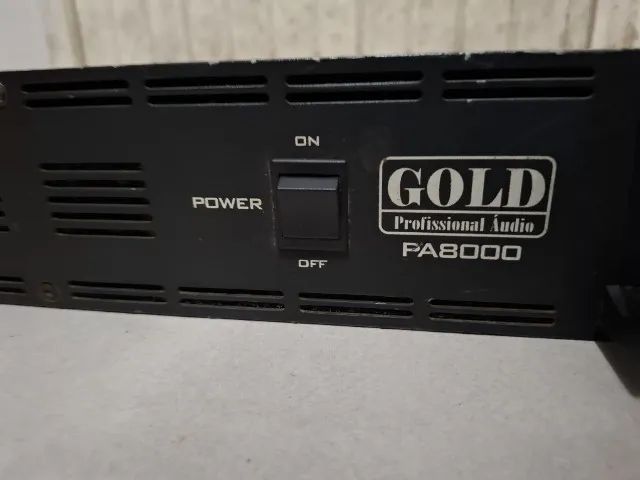 ON
POWER
OFF
GOLD
Profissional Áudio
PA8000